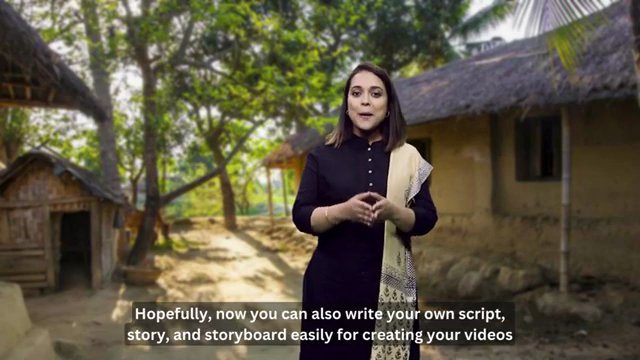 Hopefully, now you can also write your own script,
story, and storyboard easily for creating your videos